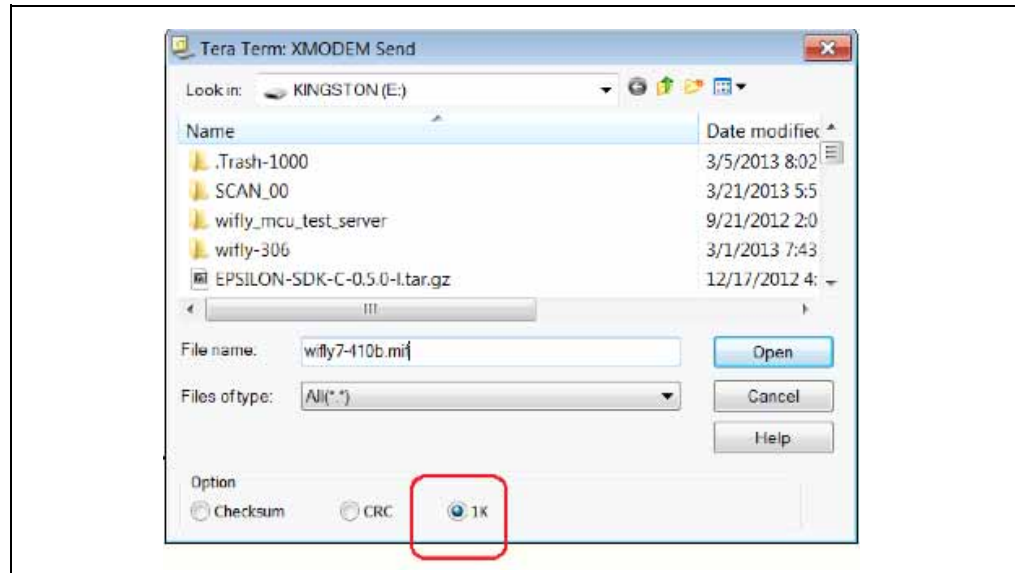 Tera Term: XMODEM Send
Look in: KINGSTON (E:)
Name Date modified
.Trash-1000 3/5/2013 8:02
SCAN_00 3/21/2013 5:5
wifly_mcu_test_server 9/21/2012 2:0
wifly-306 3/1/2013 7:43
EPSILON-SDK-C-0.5.0-I.tar.gz 12/17/2012 4:
File name: wifly7-410b.mif Open
Files of type: All(*.*) Cancel
Help
Option
Checksum CRC 1K